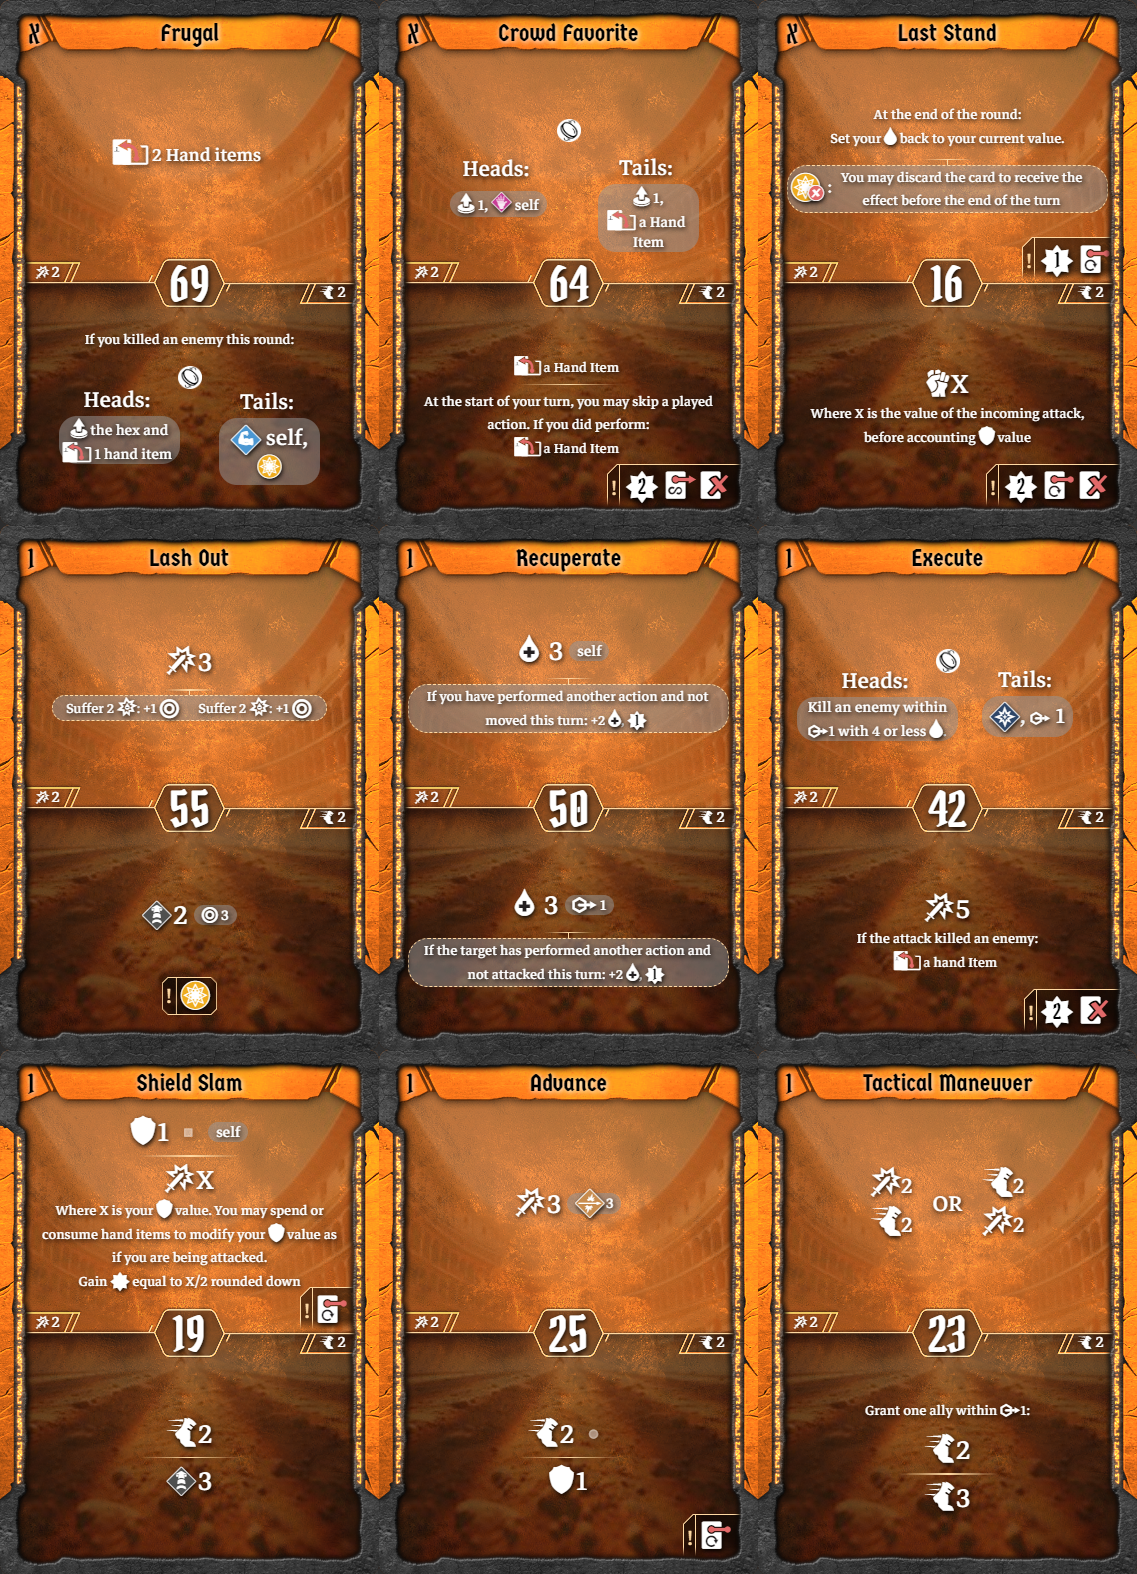 X
Frugal
2 Hand items
2
69
2
If you killed an enemy this round:
Heads:
the hex and
1 hand item
Tails:
self,
X
Crowd Favorite
Heads:
1, self
Tails:
1,
a Hand
Item
2
64
2
a Hand Item
At the start of your turn, you may skip a played
action. If you did perform:
a Hand Item
! 2 S
X
Last Stand
At the end of the round:
Set your back to your current value.
: You may discard the card to receive the
effect before the end of the turn
! 1
2
16
2
X
Where X is the value of the incoming attack,
before accounting value
! 2
1
Lash Out
3
Suffer 2 : +1 Suffer 2 : +1
2
55
2
2 3
!
1
Recuperate
3 self
If you have performed another action and not
moved this turn: +2 , 1
2
50
2
3 1
If the target has performed another action and
not attacked this turn: +2 , 1
1
Execute
Heads:
Kill an enemy within
1 with 4 or less .
Tails:
, 1
2
42
2
5
If the attack killed an enemy:
a hand Item
! 2
1
Shield Slam
1 self
X
Where X is your value. You may spend or
consume hand items to modify your value as
if you are being attacked.
Gain equal to X/2 rounded down
!
2
19
2
2
3
1
Advance
3 3
2
25
2
2
1
!
1
Tactical Maneuver
2
2
OR
2
2
2
23
2
Grant one ally within 1:
2
3